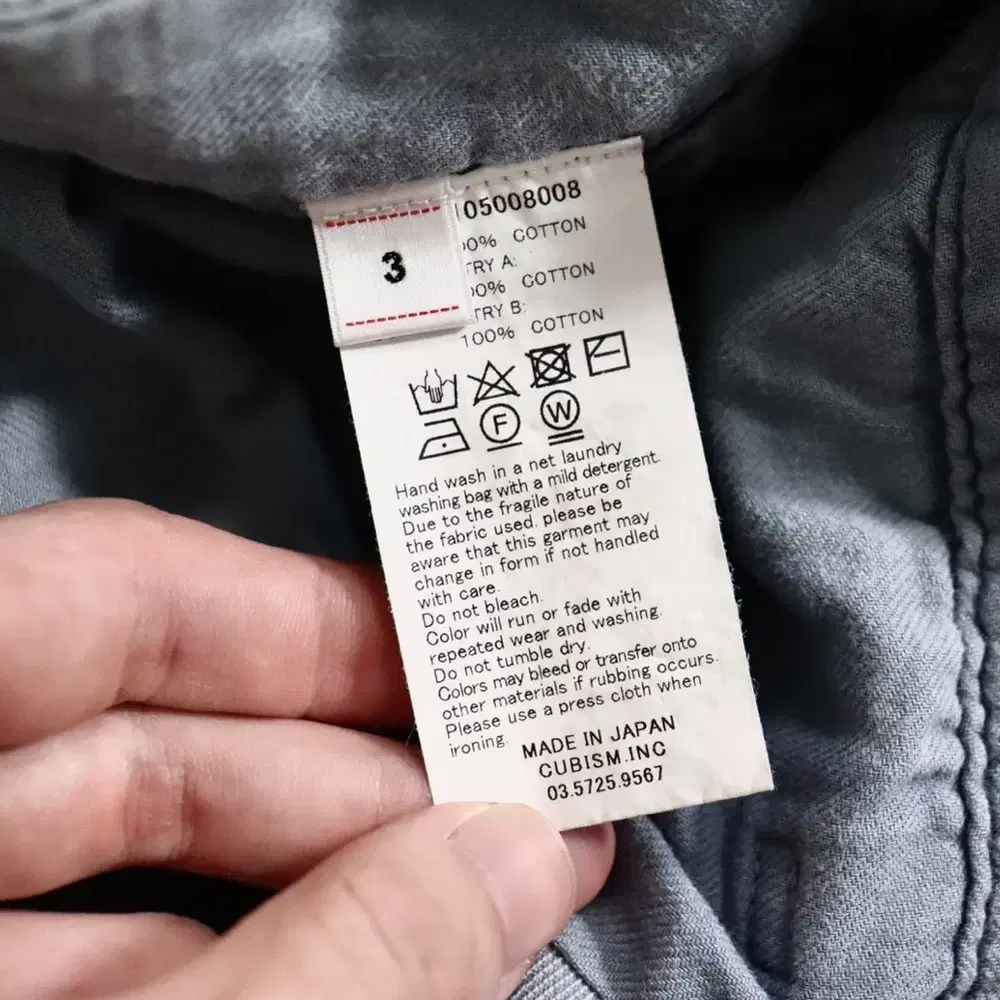 3
05008008
00% COTTON
TRY A:
00% COTTON
TRY B:
100% COTTON
F
W
Hand wash in a net laundry
washing bag with a mild detergent.
Due to the fragile nature of
the fabric used, please be
aware that this garment may
change in form if not handled
with care.
Do not bleach.
Color will run or fade with
repeated wear and washing.
Do not tumble dry.
Colors may bleed or transfer onto
other materials if rubbing occurs.
Please use a press cloth when
ironing.
MADE IN JAPAN
CUBISM.INC
03.5725.9567